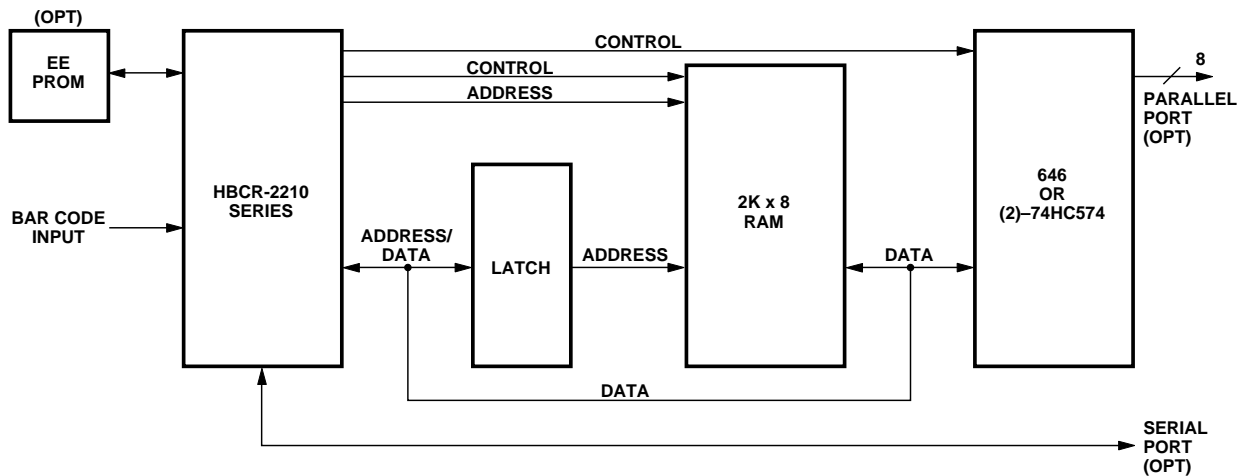 (OPT)
EE
PROM
BAR CODE
INPUT
HBCR-2210
SERIES
CONTROL
CONTROL
ADDRESS
ADDRESS/
DATA
LATCH
ADDRESS
2K x 8
RAM
DATA
DATA
646
OR
(2)–74HC574
8
PARALLEL
PORT
(OPT)
SERIAL
PORT
(OPT)